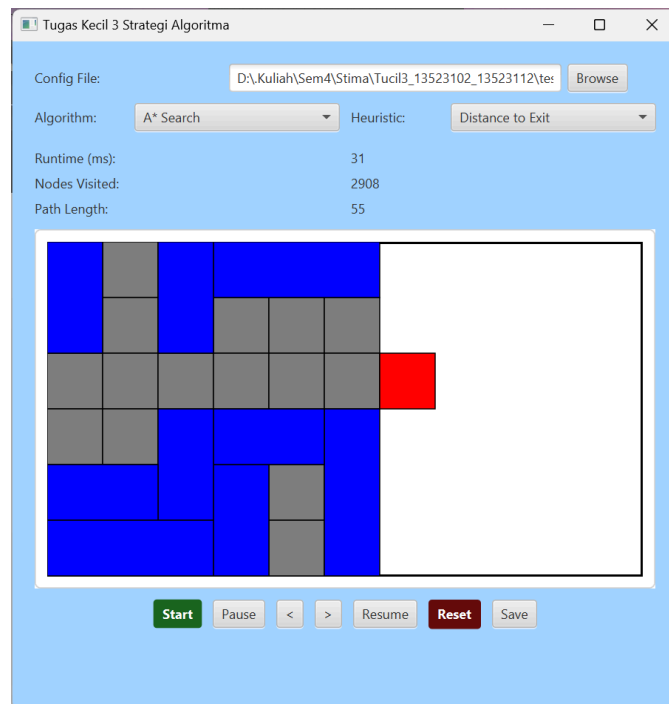 Tugas Kecil 3 Strategi Algoritma
Config File: D:\.Kuliah\Sem4\Stima\Tucil3_13523102_13523112\tes Browse
Algorithm: A* Search Heuristic: Distance to Exit
Runtime (ms): 31
Nodes Visited: 2908
Path Length: 55
Start Pause < > Resume Reset Save